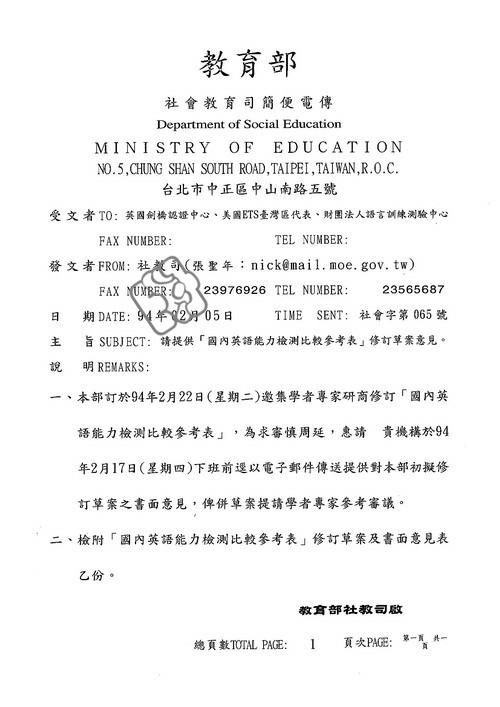 教育部
社會教育司簡便電傳
Department of Social Education
MINISTRY OF EDUCATION
NO.5,CHUNG SHAN SOUTH ROAD,TAIPEI,TAIWAN,R.O.C.
台北市中正區中山南路五號
受文者TO: 英國劍橋認證中心、美國ETS臺灣區代表、財團法人語言訓練測驗中心
FAX NUMBER: TEL NUMBER:
發文者FROM: 社教司(張聖年:nick@mail.moe.gov.tw)
FAX NUMBER: 23976926 TEL NUMBER: 23565687
日 期DATE: 94年02月05日 TIME SENT: 社會字第065號
主 旨SUBJECT: 請提供「國內英語能力檢測比較參考表」修訂草案意見。
說 明REMARKS:
一、本部訂於94年2月22日(星期二)邀集學者專家研商修訂「國內英
語能力檢測比較參考表」,為求審慎周延,惠請 貴機構於94
年2月17日(星期四)下班前逕以電子郵件傳送提供對本部初擬修
訂草案之書面意見,俾併草案提請學者專家參考審議。
二、檢附「國內英語能力檢測比較參考表」修訂草案及書面意見表
乙份。
教育部社教司啟
總頁數TOTAL PAGE: 1 頁次PAGE: 第一頁 共一頁